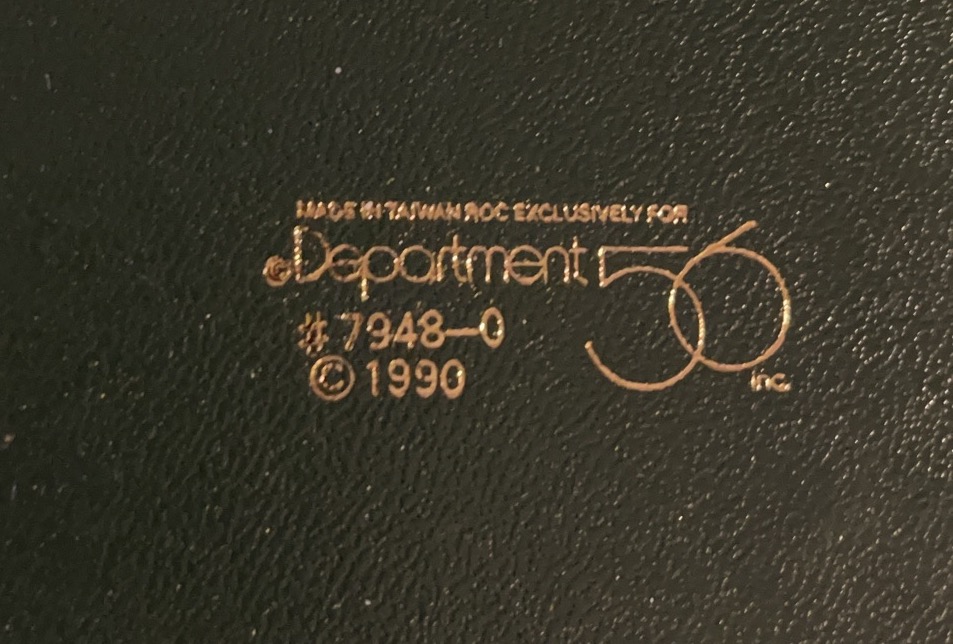 MADE IN TAIWAN ROC EXCLUSIVELY FOR
©Department 56
inc.
# 7948-0
© 1990